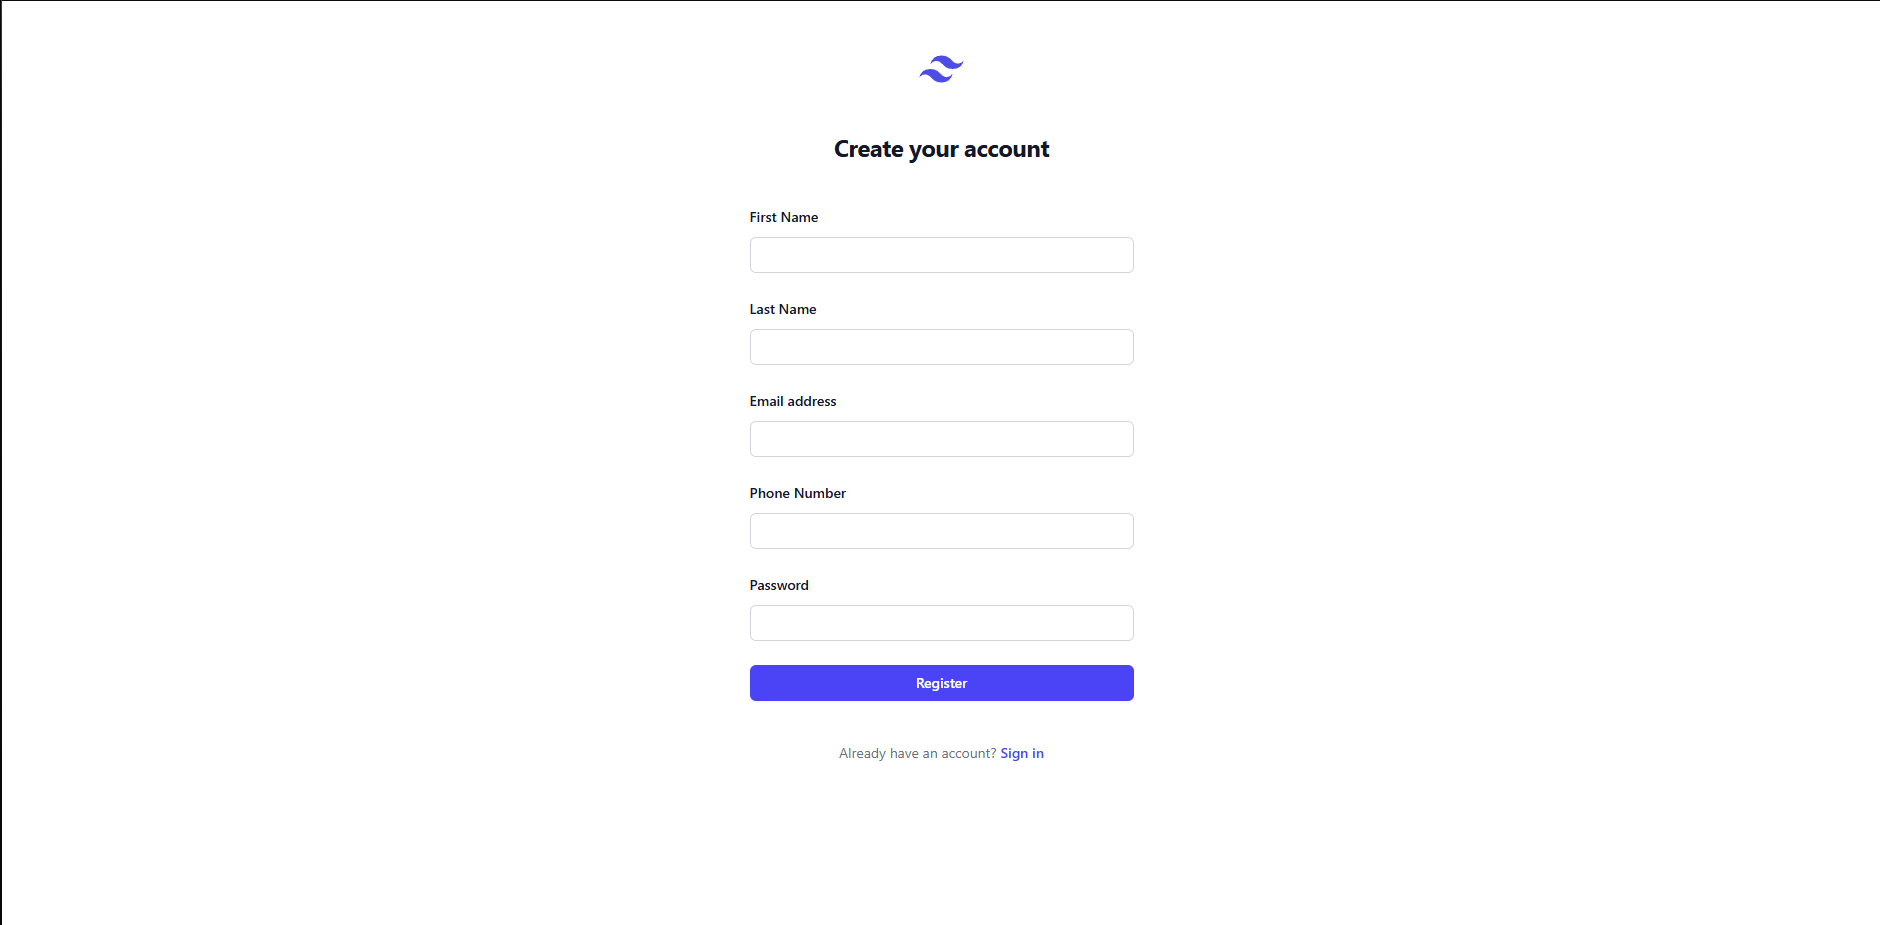 Create your account
First Name
Last Name
Email address
Phone Number
Password
Register
Already have an account? Sign in